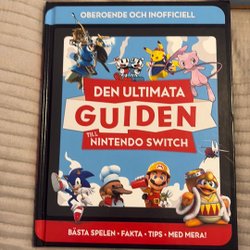 OBEROENDE OCH INOFFICIELL
DEN ULTIMATA
GUIDEN
TILL
NINTENDO SWITCH
BÄSTA SPELEN • FAKTA • TIPS • MED MERA!